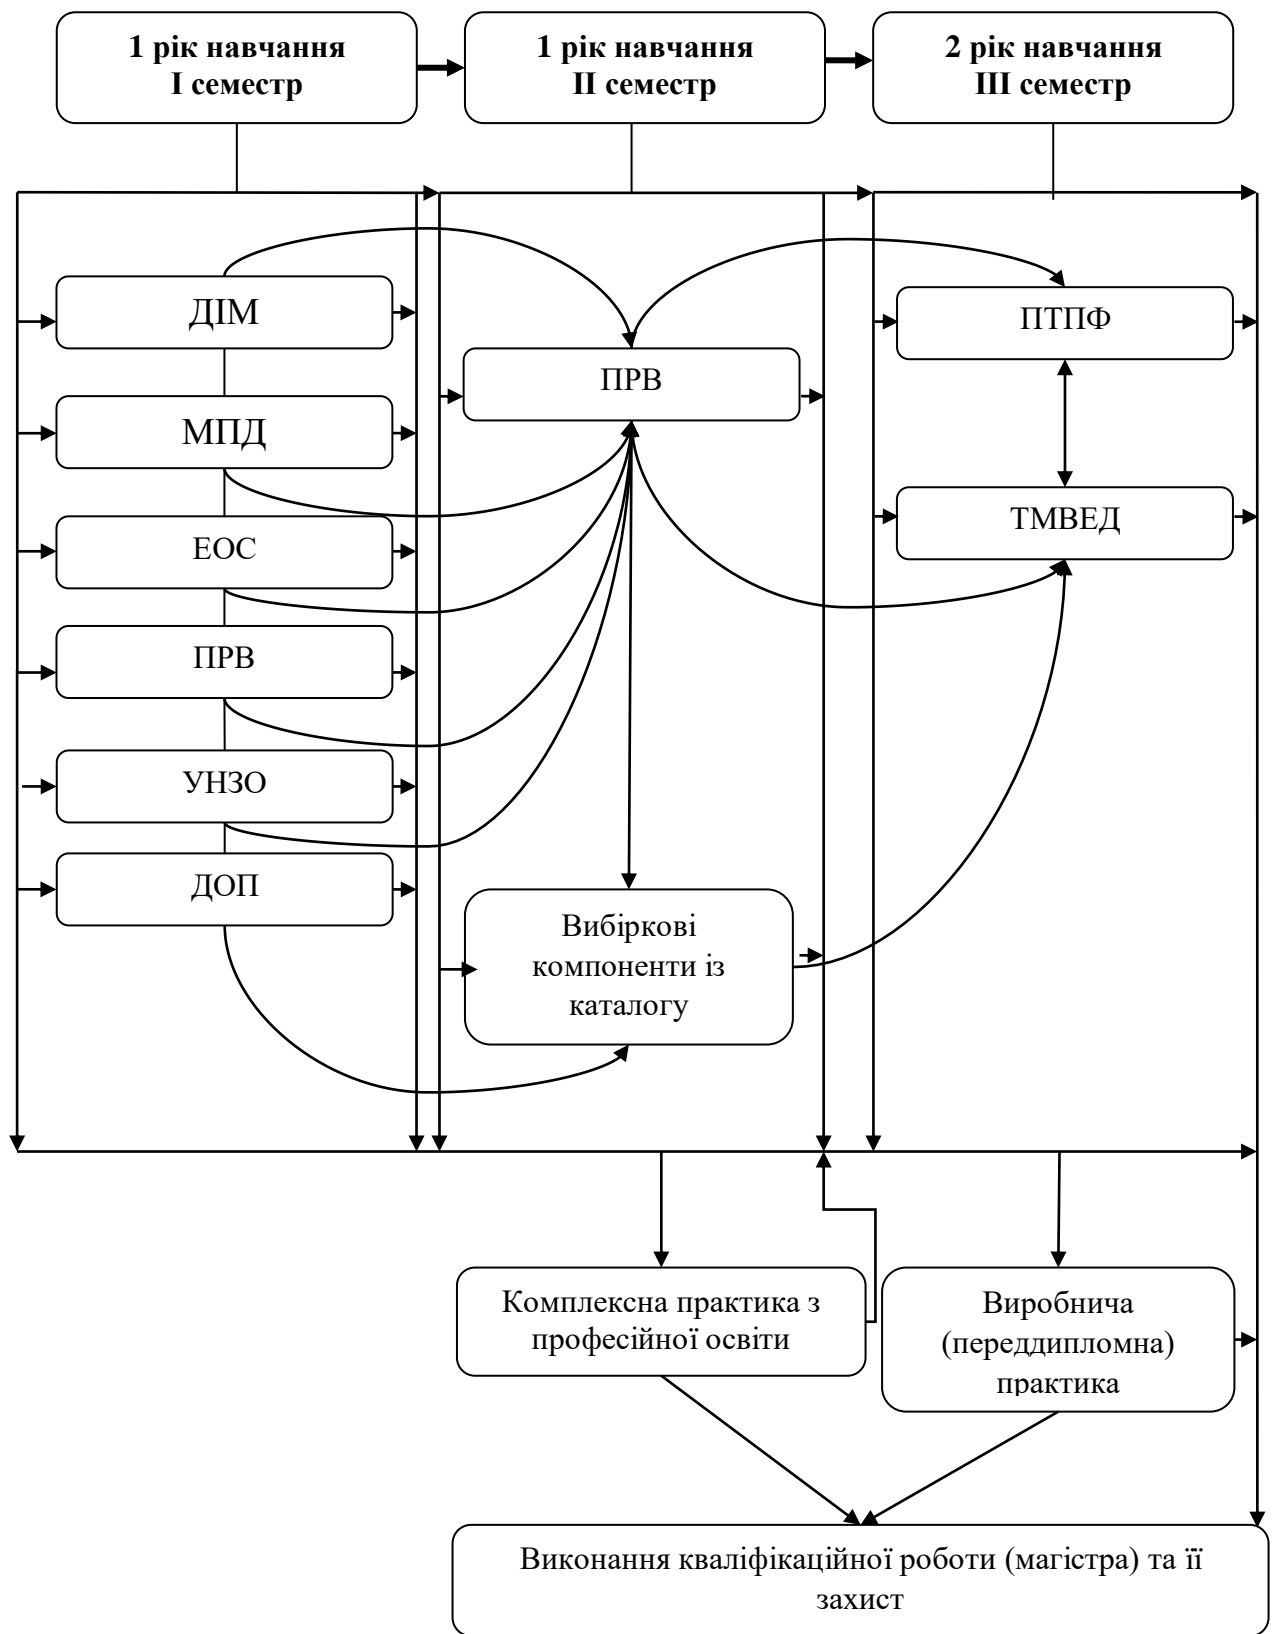 1 рік навчання
І семестр
1 рік навчання
ІІ семестр
2 рік навчання
ІІІ семестр
ДІМ
МПД
ЕОС
ПРВ
УНЗО
ДОП
ПРВ
Вибіркові
компоненти із
каталогу
ПТПФ
ТМВЕД
Комплексна практика з
професійної освіти
Виробнича
(переддипломна)
практика
Виконання кваліфікаційної роботи (магістра) та її
захист